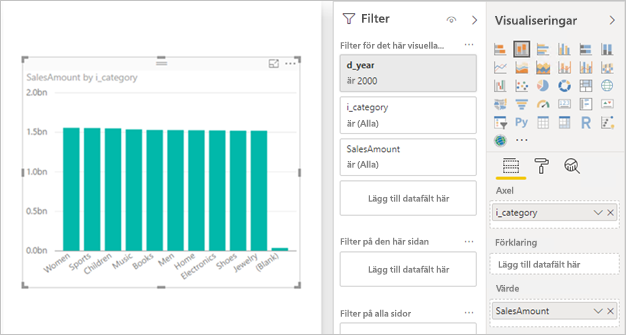 SalesAmount by i_category
2.0bn
1.5bn
1.0bn
0.5bn
0.0bn
Women
Sports
Children
Music
Books
Men
Home
Electronics
Shoes
Jewelry
(Blank)
Filter
Filter för det här visuella...
d_year
är 2000
i_category
är (Alla)
SalesAmount
är (Alla)
Lägg till datafält här
Filter på den här sidan
Lägg till datafält här
Filter på alla sidor
Visualiseringar
Py
R
Axel
i_category
Förklaring
Lägg till datafält här
Värde
SalesAmount